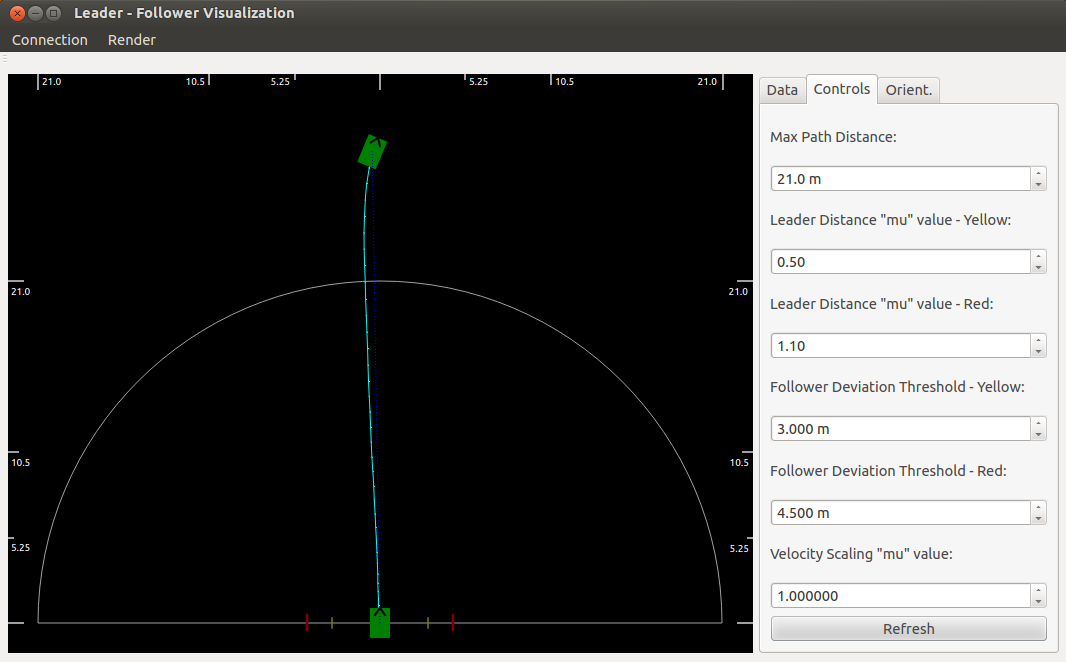 Leader - Follower Visualization
Connection Render
21.0 10.5 5.25 5.25 10.5 21.0
21.0 21.0
10.5 10.5
5.25 5.25
Data Controls Orient.
Max Path Distance:
21.0 m
Leader Distance "mu" value - Yellow:
0.50
Leader Distance "mu" value - Red:
1.10
Follower Deviation Threshold - Yellow:
3.000 m
Follower Deviation Threshold - Red:
4.500 m
Velocity Scaling "mu" value:
1.000000
Refresh